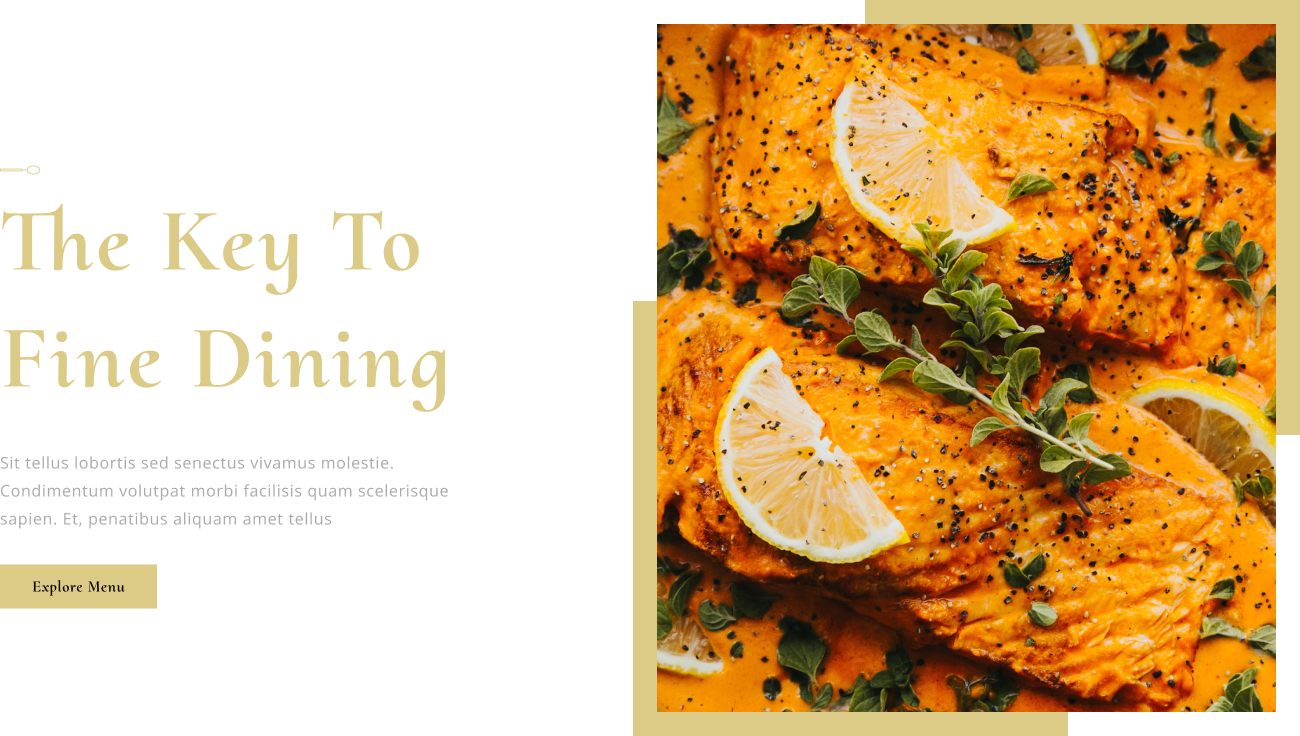 The Key To
Fine Dining
Sit tellus lobortis sed senectus vivamus molestie.
Condimentum volutpat morbi facilisis quam scelerisque
sapien. Et, penatibus aliquam amet tellus
Explore Menu